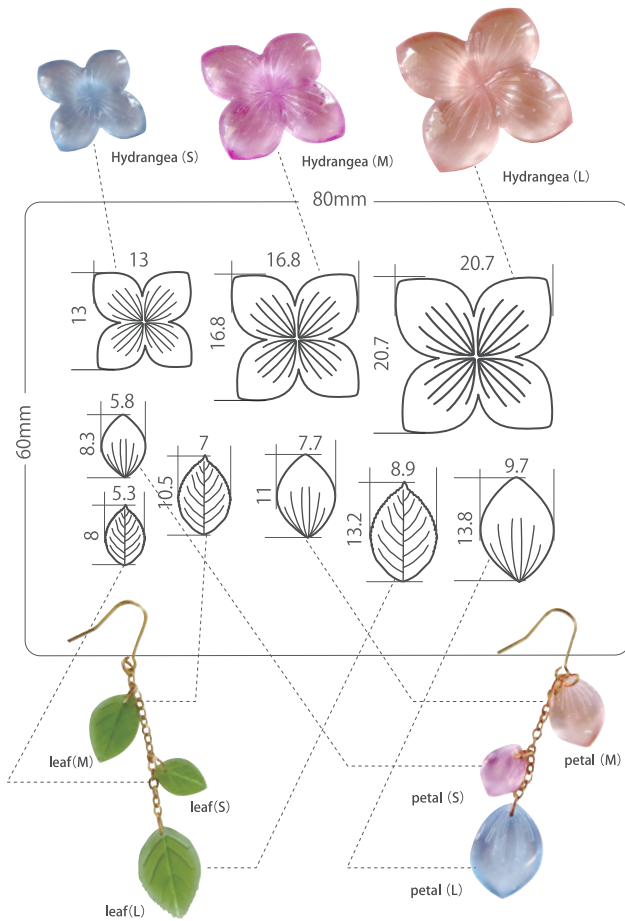 Hydrangea (S)
Hydrangea (M)
Hydrangea (L)
80mm
60mm
13
13
16.8
16.8
20.7
20.7
5.8
8.3
5.3
8
7
10.5
7.7
11
8.9
13.2
9.7
13.8
leaf(M)
leaf(S)
leaf(L)
petal (M)
petal (S)
petal (L)